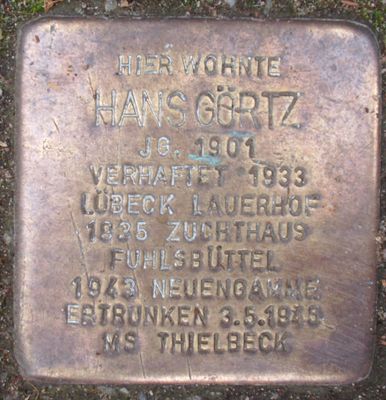 HIER WOHNTE
HANS GÖRTZ
JG. 1901
VERHAFTET 1933
LÜBECK LAUERHOF
1935 ZUCHTHAUS
FUHLSBÜTTEL
1943 NEUENGAMME
ERTRUNKEN 3.5.1945
MS THIELBECK